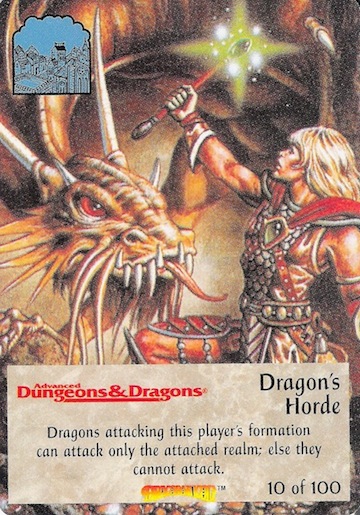 Advanced
Dungeons & Dragons®
Dragon's
Horde
Dragons attacking this player's formation
can attack only the attached realm; else they
cannot attack.
™
10 of 100